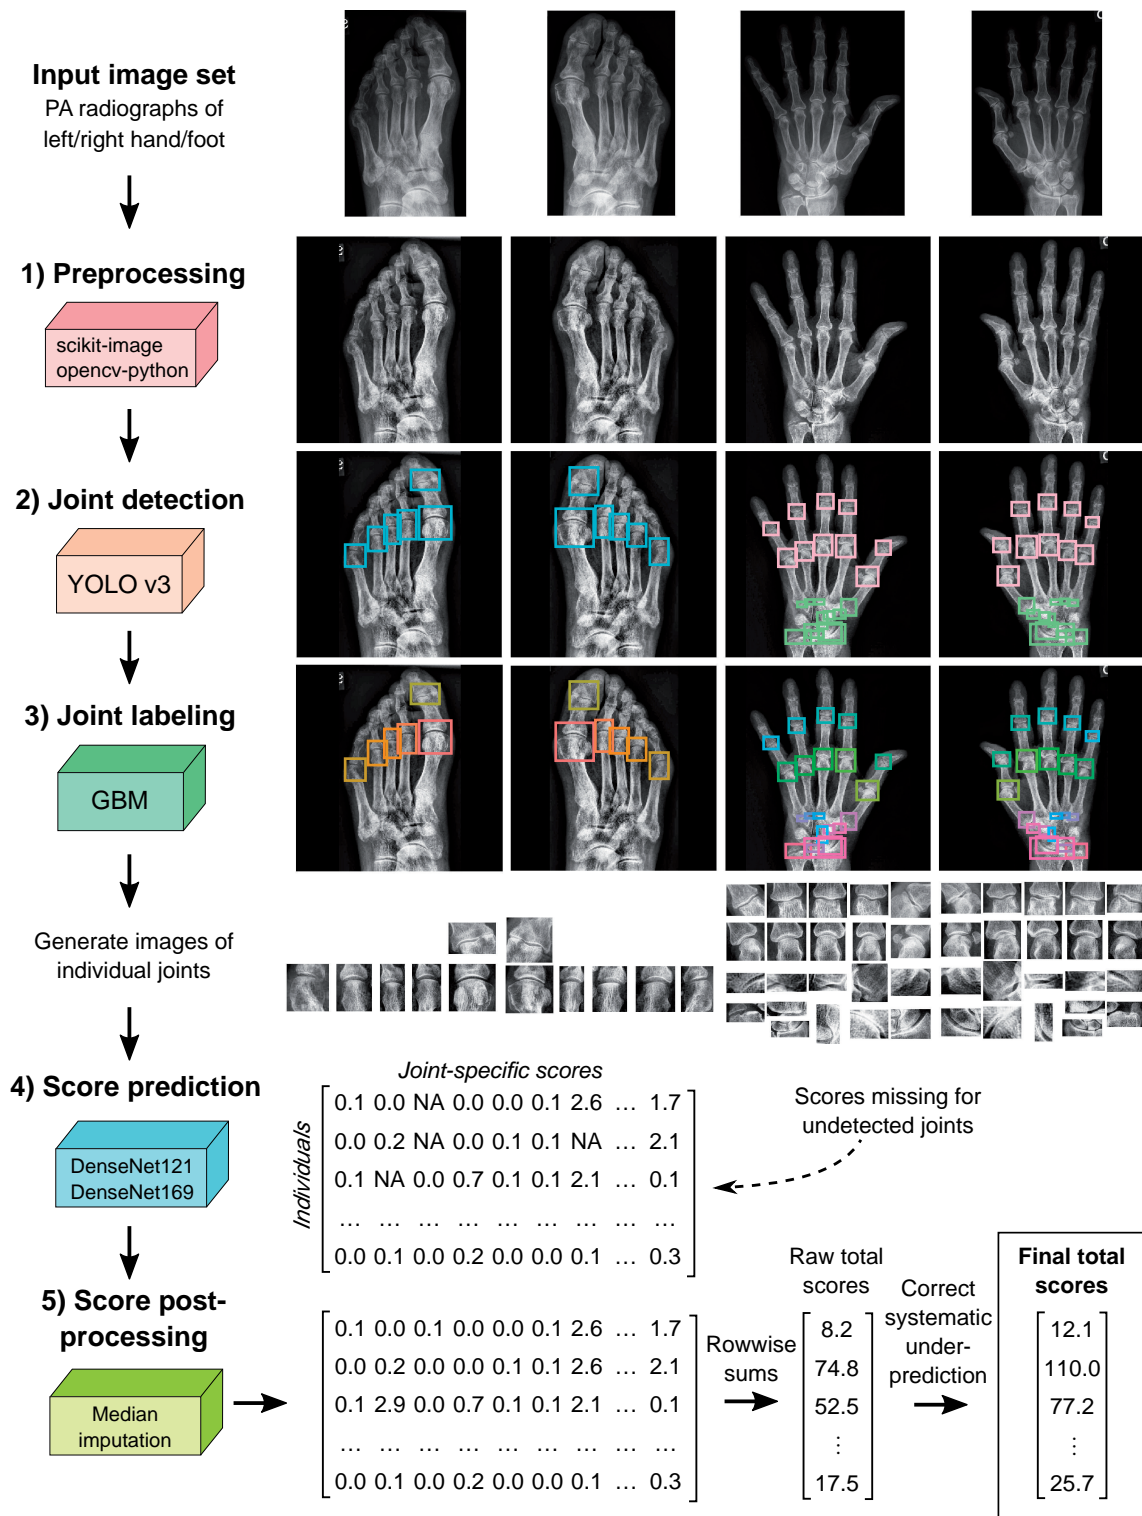 Input image set
PA radiographs of
left/right hand/foot
1) Preprocessing
scikit-image
opencv-python
2) Joint detection
YOLO v3
3) Joint labeling
GBM
Generate images of
individual joints
4) Score prediction
DenseNet121
DenseNet169
Joint-specific scores
Individuals
0.1 0.0 NA 0.0 0.0 0.1 2.6 … 1.7
0.0 0.2 NA 0.0 0.1 0.1 NA … 2.1
0.1 NA 0.0 0.7 0.1 0.1 2.1 … 0.1
… … … … … … … … …
0.0 0.1 0.0 0.2 0.0 0.0 0.1 … 0.3
Scores missing for
undetected joints
5) Score post-
processing
Median
imputation
0.1 0.0 0.1 0.0 0.0 0.1 2.6 … 1.7
0.0 0.2 0.0 0.0 0.1 0.1 2.6 … 2.1
0.1 2.9 0.0 0.7 0.1 0.1 2.1 … 0.1
… … … … … … … … …
0.0 0.1 0.0 0.2 0.0 0.0 0.1 … 0.3
Rowwise
sums
Raw total
scores
8.2
74.8
52.5
⋮
17.5
Correct
systematic
under-
prediction
Final total
scores
12.1
110.0
77.2
⋮
25.7